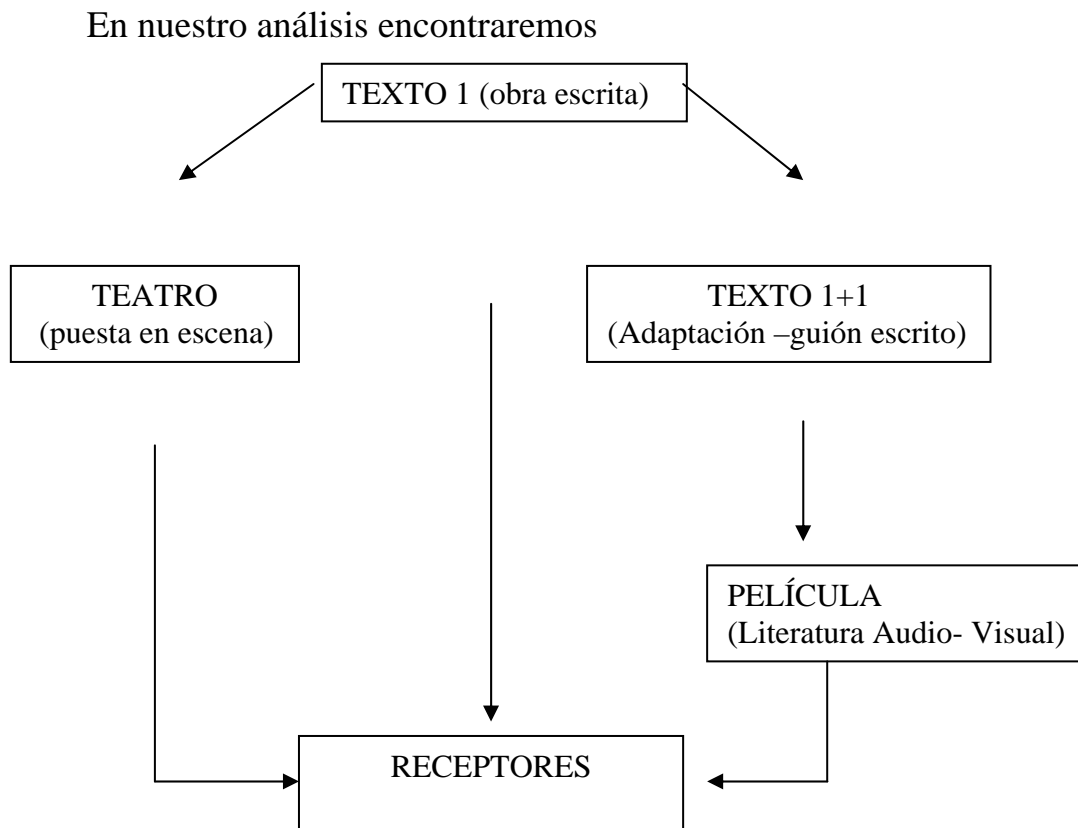 En nuestro análisis encontraremos
TEXTO 1 (obra escrita)
TEATRO
(puesta en escena)
TEXTO 1+1
(Adaptación –guión escrito)
PELÍCULA
(Literatura Audio- Visual)
RECEPTORES